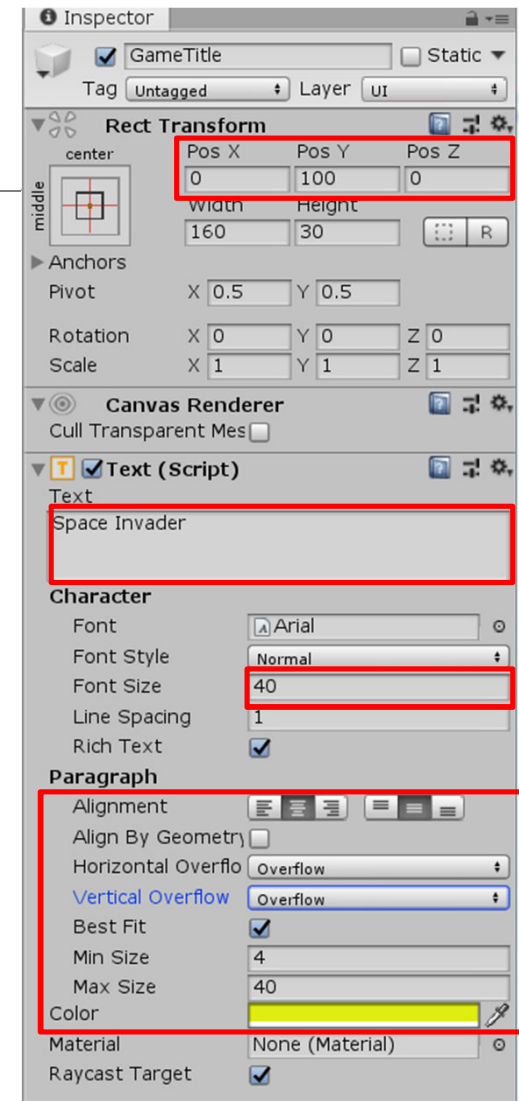 Inspector
GameTitle Static
Tag Untagged Layer UI
Rect Transform
center Pos X Pos Y Pos Z
middle 0 100 0
Width Height
160 30 R
Anchors
Pivot X 0.5 Y 0.5
Rotation X 0 Y 0 Z 0
Scale X 1 Y 1 Z 1
Canvas Renderer
Cull Transparent Mes
T Text (Script)
Text
Space Invader
Character
Font A Arial
Font Style Normal
Font Size 40
Line Spacing 1
Rich Text
Paragraph
Alignment
Align By Geometry
Horizontal Overflo Overflow
Vertical Overflow Overflow
Best Fit
Min Size 4
Max Size 40
Color
Material None (Material)
Raycast Target